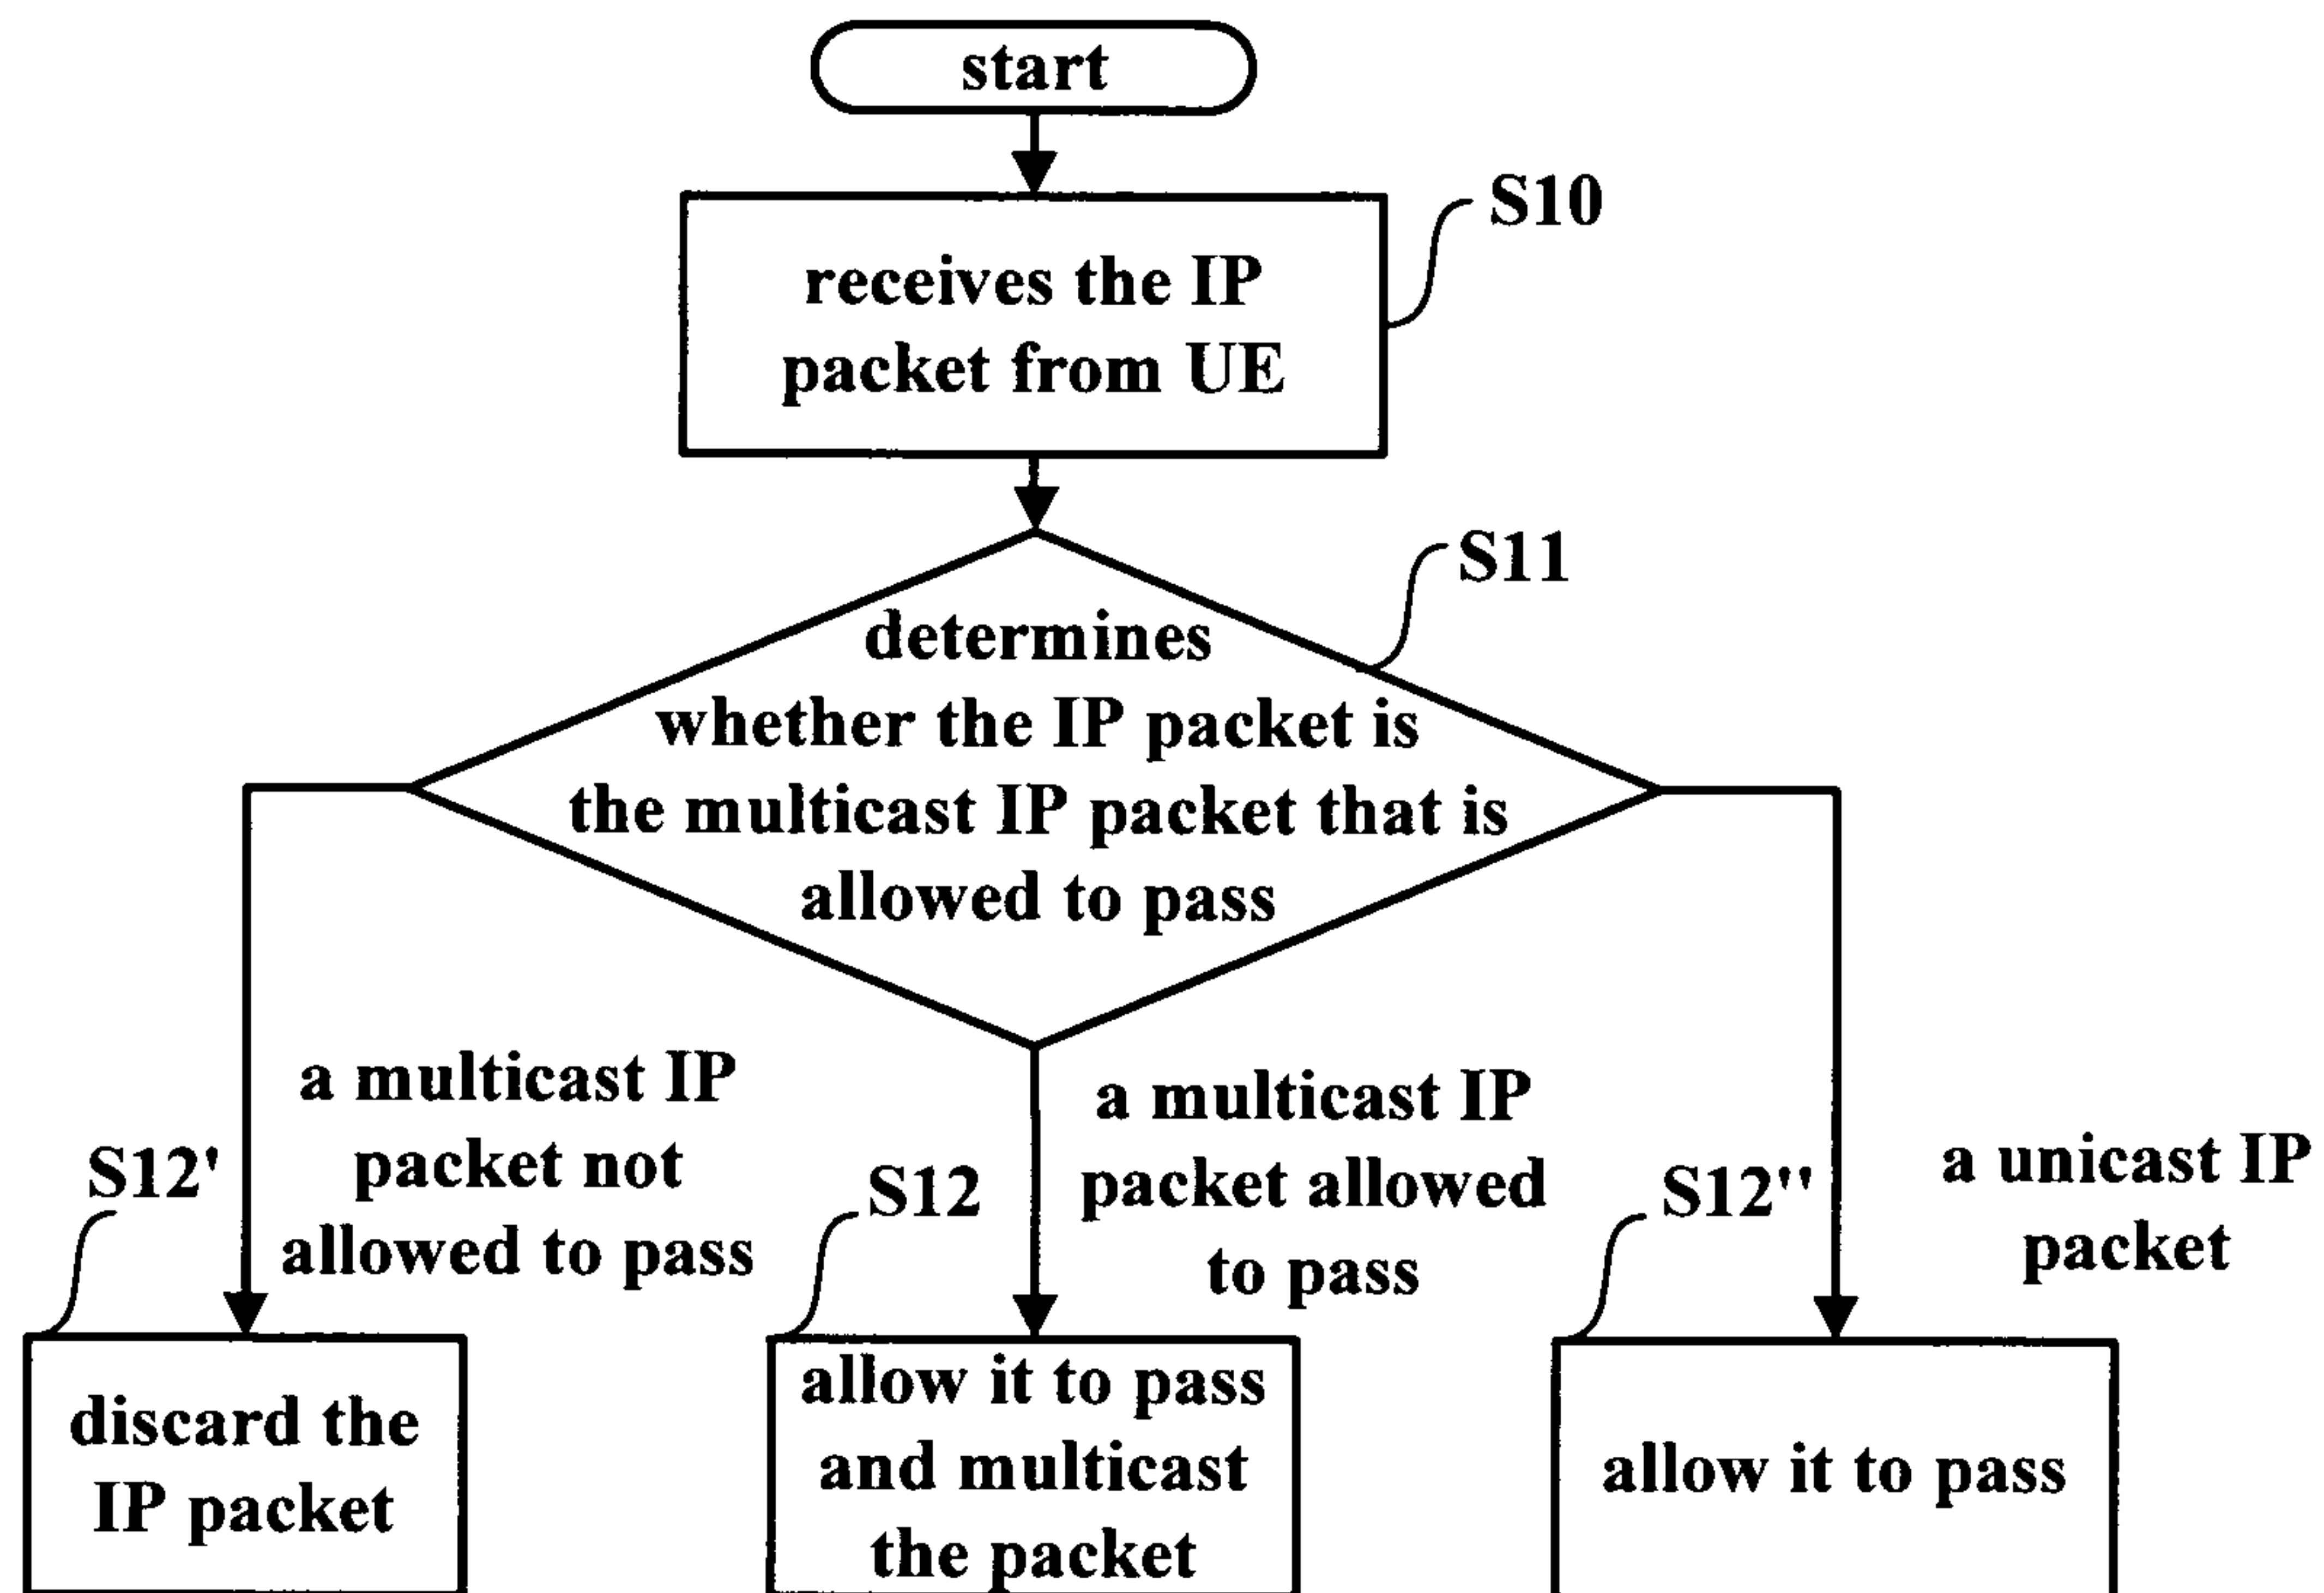 start
S10
receives the IP
packet from UE
S11
determines
whether the IP packet is
the multicast IP packet that is
allowed to pass
a multicast IP
packet not
allowed to pass
a multicast IP
packet allowed
to pass
a unicast IP
packet
S12'
S12
S12''
discard the
IP packet
allow it to pass
and multicast
the packet
allow it to pass